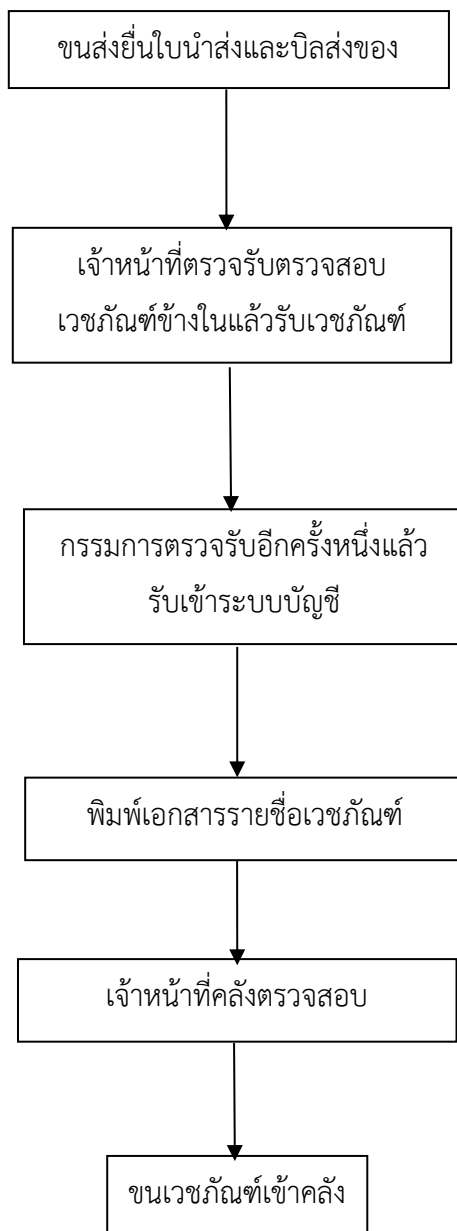 ขนส่งยื่นใบนำส่งและบิลส่งของ
เจ้าหน้าที่ตรวจรับตรวจสอบ
เวชภัณฑ์ข้างในแล้วรับเวชภัณฑ์
กรรมการตรวจรับอีกครั้งหนึ่งแล้ว
รับเข้าระบบบัญชี
พิมพ์เอกสารรายชื่อเวชภัณฑ์
เจ้าหน้าที่คลังตรวจสอบ
ขนเวชภัณฑ์เข้าคลัง